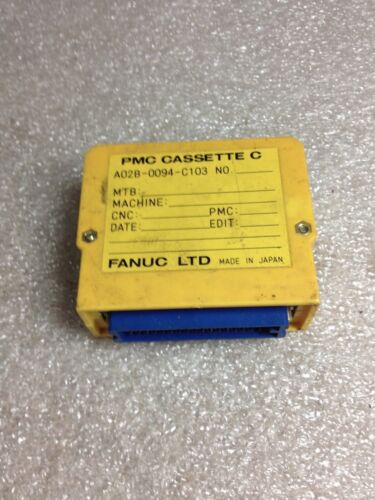 PMC CASSETTE C
A02B-0094-C103 NO.
MTB:
MACHINE:
CNC: PMC:
DATE: EDIT:
FANUC LTD MADE IN JAPAN